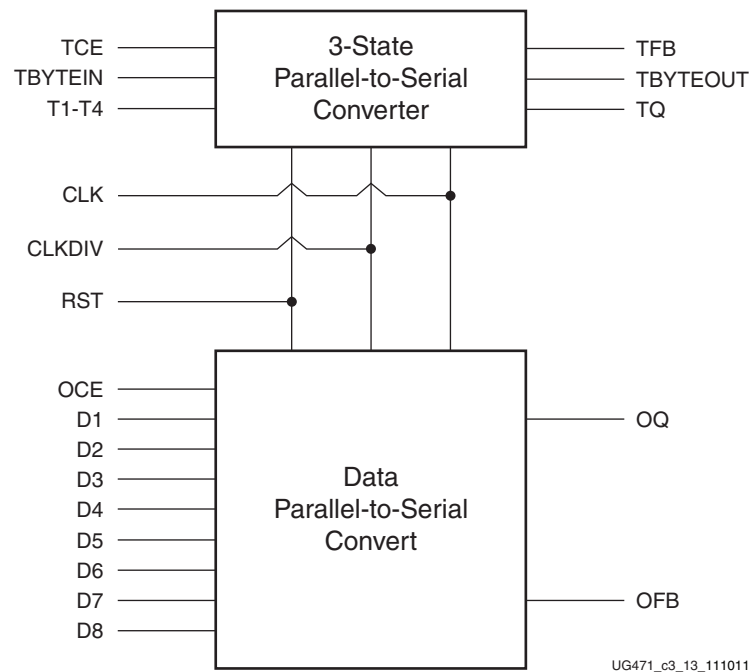 TCE
TBYTEIN
T1-T4
3-State
Parallel-to-Serial
Converter
TFB
TBYTEOUT
TQ
CLK
CLKDIV
RST
OCE
D1
D2
D3
D4
D5
D6
D7
D8
Data
Parallel-to-Serial
Convert
OQ
OFB
UG471_c3_13_111011